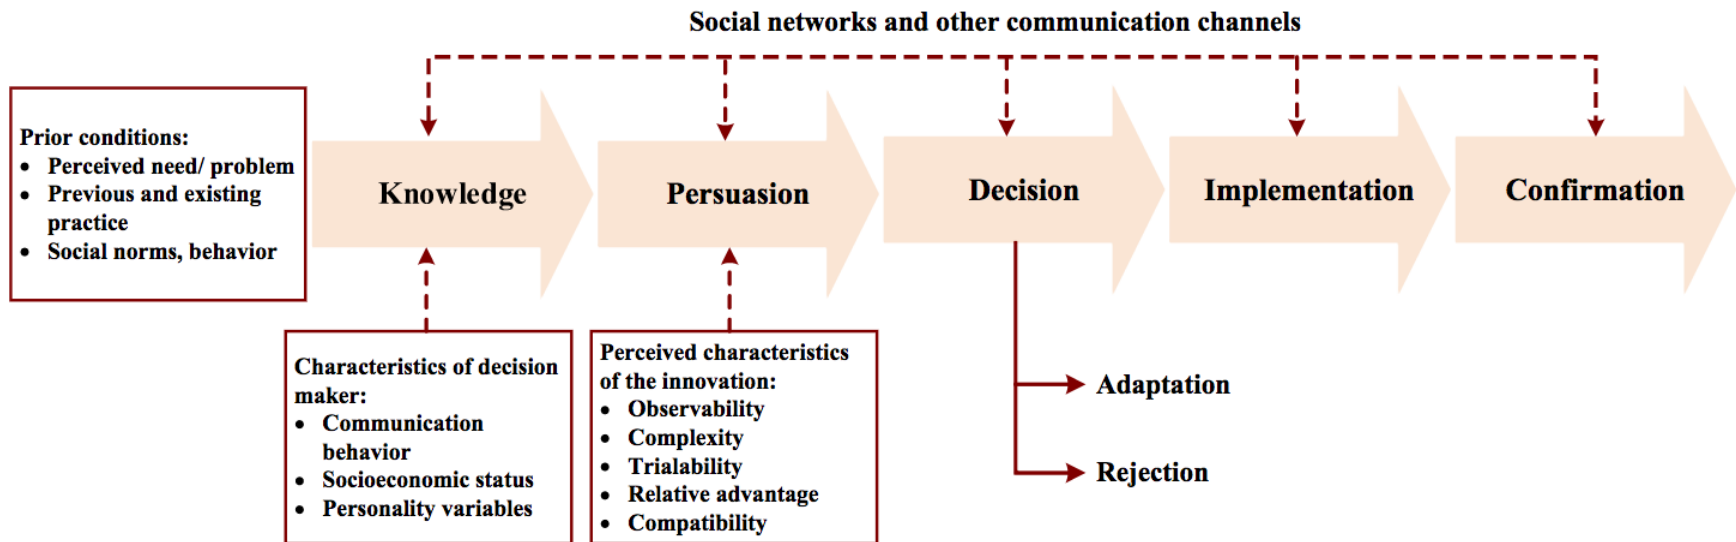 Social networks and other communication channels
Prior conditions:
• Perceived need/ problem
• Previous and existing
practice
• Social norms, behavior
Knowledge
Persuasion
Decision
Implementation
Confirmation
Characteristics of decision
maker:
• Communication
behavior
• Socioeconomic status
• Personality variables
Perceived characteristics
of the innovation:
• Observability
• Complexity
• Trialability
• Relative advantage
• Compatibility
Adaptation
Rejection